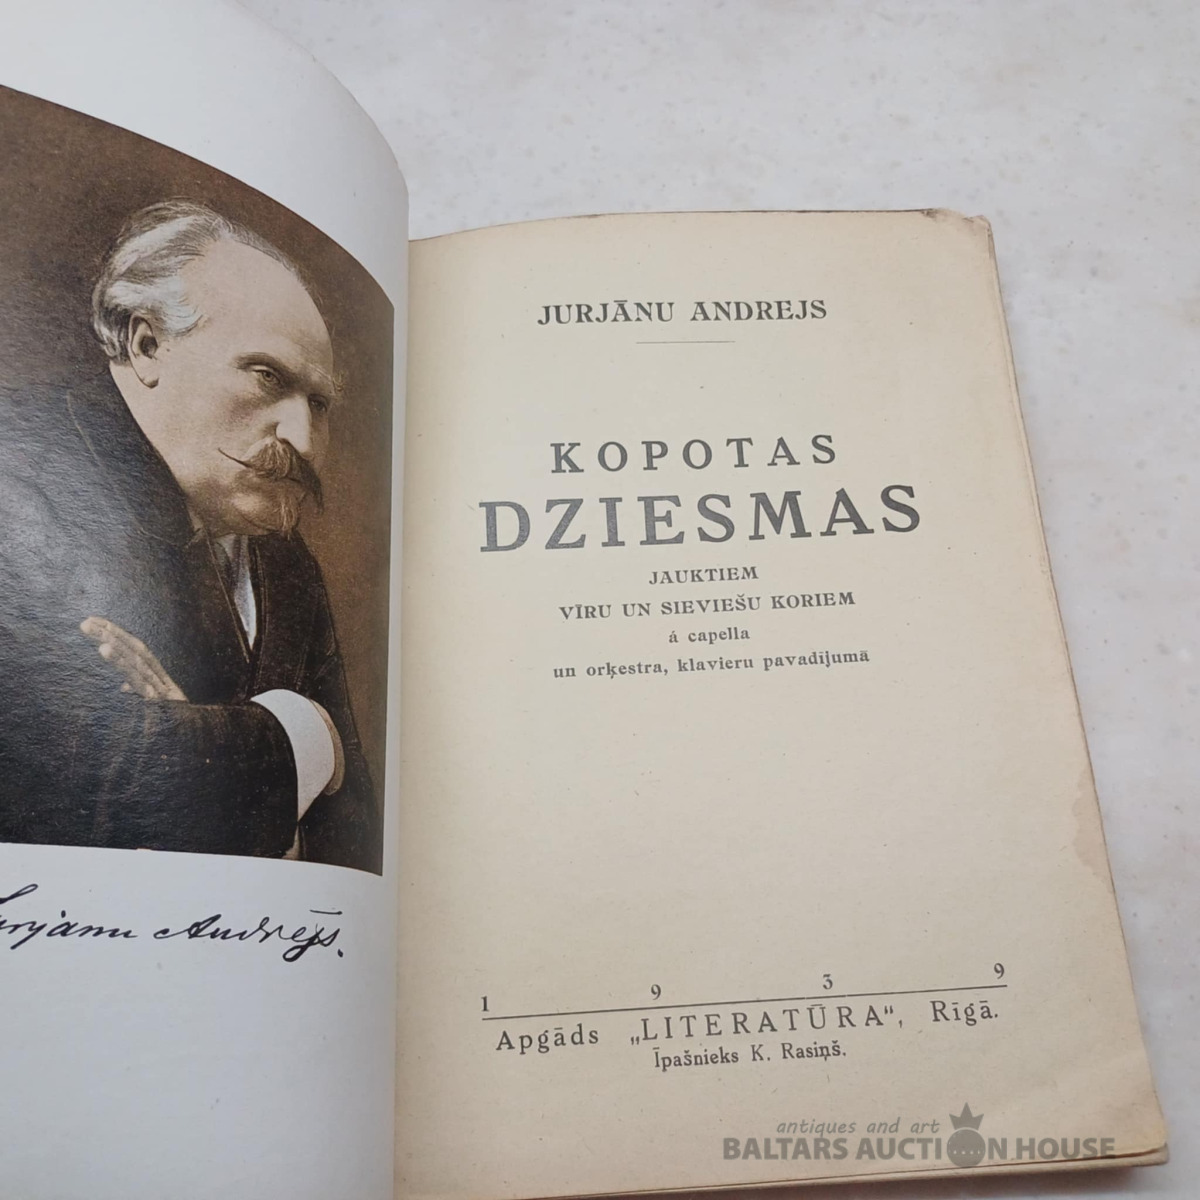 Jurjanu Andrejs.
JURJĀNU ANDREJS
KOPOTAS
DZIESMAS
JAUKTIEM
VĪRU UN SIEVIEŠU KORIEM
á capella
un orķestra, klavieru pavadījumā
1 9 3 9
Apgāds „LITERATŪRA“, Rīgā.
Īpašnieks K. Rasiņš.
antiques and art
BALTARS AUCTION HOUSE